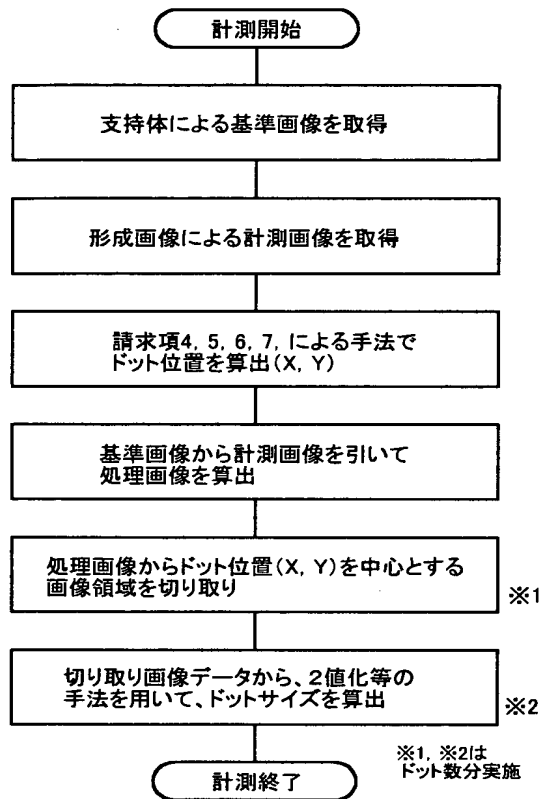 計測開始
支持体による基準画像を取得
形成画像による計測画像を取得
請求項4, 5, 6, 7, による手法で
ドット位置を算出(X, Y)
基準画像から計測画像を引いて
処理画像を算出
処理画像からドット位置(X, Y)を中心とする
画像領域を切り取り
※1
切り取り画像データから、2値化等の
手法を用いて、ドットサイズを算出
※2
※1, ※2は
ドット数分実施
計測終了